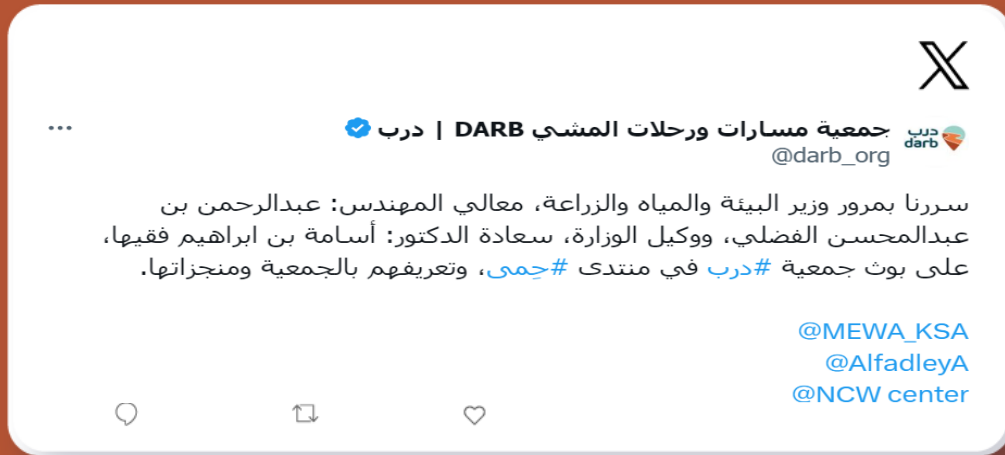 X
درب
darb
جمعية مسارات ورحلات المشي DARB | درب
@darb_org
سررنا بمرور وزير البيئة والمياه والزراعة، معالي المهندس: عبدالرحمن بن
عبدالمحسن الفضلي، ووكيل الوزارة، سعادة الدكتور: أسامة بن ابراهيم فقيها،
على بوث جمعية #درب في منتدى #حِمى، وتعريفهم بالجمعية ومنجزاتها.
@MEWA_KSA
@AlfadleyA
@NCW center